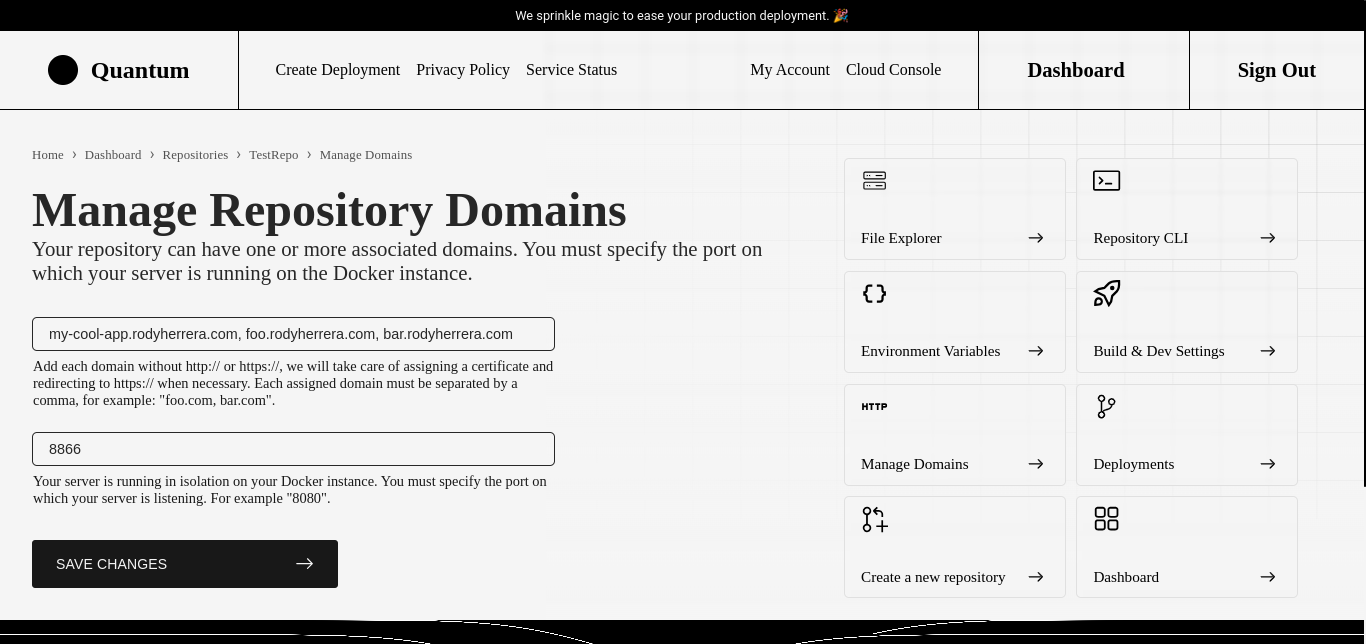 We sprinkle magic to ease your production deployment. 🎉
Quantum
Create Deployment Privacy Policy Service Status
My Account Cloud Console
Dashboard
Sign Out
Home › Dashboard › Repositories › TestRepo › Manage Domains
Manage Repository Domains
Your repository can have one or more associated domains. You must specify the port on
which your server is running on the Docker instance.
my-cool-app.rodyherrera.com, foo.rodyherrera.com, bar.rodyherrera.com
Add each domain without http:// or https://, we will take care of assigning a certificate and
redirecting to https:// when necessary. Each assigned domain must be separated by a
comma, for example: "foo.com, bar.com".
8866
Your server is running in isolation on your Docker instance. You must specify the port on
which your server is listening. For example "8080".
SAVE CHANGES
File Explorer
Repository CLI
Environment Variables
Build & Dev Settings
HTTP
Manage Domains
Deployments
Create a new repository
Dashboard